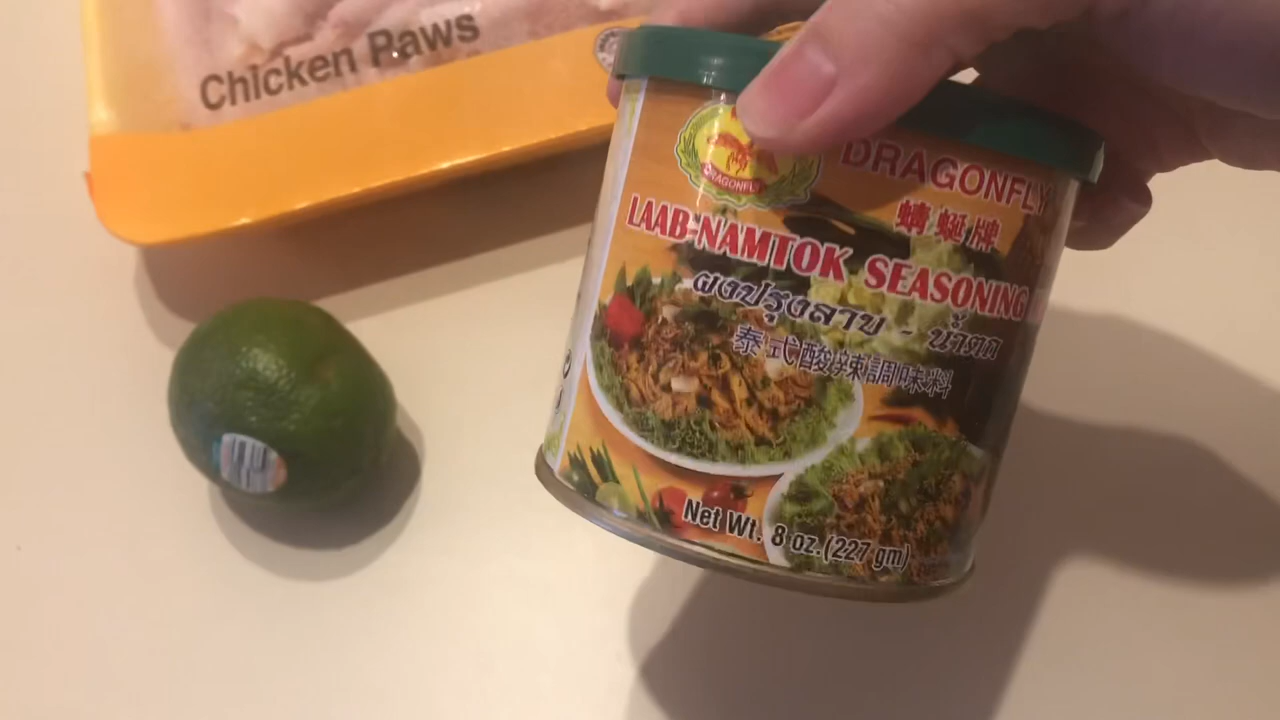 Chicken Paws
DRAGONFLY
DRAGONFLY
蜻蜓牌
LAAB-NAMTOK SEASONING
ผงปรุงลาบ - น้ำตก
泰式酸辣調味料
Net Wt. 8 oz.(227 gm)